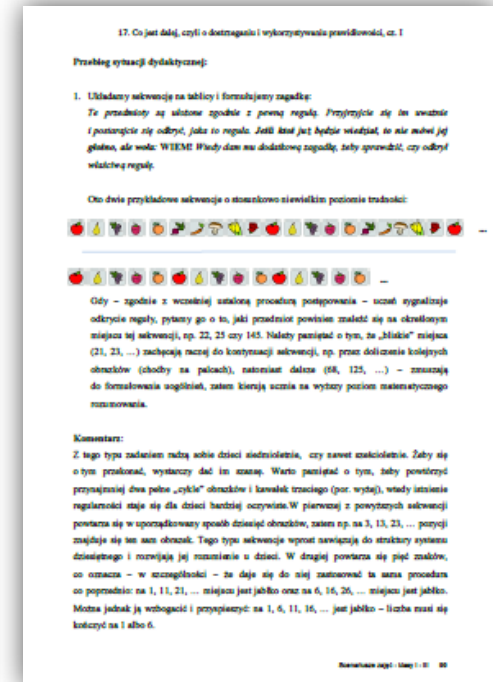 17. Co jest dalej, czyli o dostrzeganiu i wykorzystywaniu prawidłowości, cz. I
Przebieg sytuacji dydaktycznej:
1. Układamy sekwencję na tablicy i formułujemy zagadkę:
Te przedmioty są ułożone zgodnie z pewną regułą. Przyjrzyjcie się im uważnie
i postarajcie się odkryć, jaka to reguła. Jeśli ktoś już będzie wiedział, to nie mówi jej
głośno, ale woła: WIEM! Wtedy dam mu dodatkową zagadkę, żeby sprawdzić, czy odkrył
właściwą regułę.
Oto dwie przykładowe sekwencje o stosunkowo niewielkim poziomie trudności:
...
...
Gdy – zgodnie z wcześniej ustaloną procedurą postępowania – uczeń sygnalizuje
odkrycie reguły, pytamy go o to, jaki przedmiot powinien znaleźć się na określonym
miejscu tej sekwencji, np. 22, 25 czy 145. Należy pamiętać o tym, że „bliskie” miejsca
(21, 23, ...) zachęcają raczej do kontynuacji sekwencji, np. przez doliczenie kolejnych
obrazków (choćby na palcach), natomiast dalsze (68, 125, ...) – zmuszają
do formułowania uogólnień, zatem kierują ucznia na wyższy poziom matematycznego
rozumowania.
Komentarz:
Z tego typu zadaniem radzą sobie dzieci siedmioletnie, czy nawet sześcioletnie. Żeby się
o tym przekonać, wystarczy dać im szansę. Warto pamiętać o tym, żeby powtórzyć
przynajmniej dwa pełne „cykle” obrazków i kawałek trzeciego (por. wyżej), wtedy istnienie
regularności staje się dla dzieci bardziej oczywiste.W pierwszej z powyższych sekwencji
powtarza się w uporządkowany sposób dziesięć obrazków, zatem np. na 3, 13, 23, ... pozycji
znajduje się ten sam obrazek. Tego typu sekwencje wprost nawiązują do struktury systemu
dziesiętnego i rozwijają jej rozumienie u dzieci. W drugiej powtarza się pięć znaków,
co oznacza – w szczególności – że daje się do niej zastosować ta sama procedura
co poprzednio: na 1, 11, 21, ... miejscu jest jabłko oraz na 6, 16, 26, ... miejscu jest jabłko.
Można jednak ją wzbogacić i przyspieszyć: na 1, 6, 11, 16, ... jest jabłko – liczba musi się
kończyć na 1 albo 6.
Scenariusze zajęć - klasy I - III